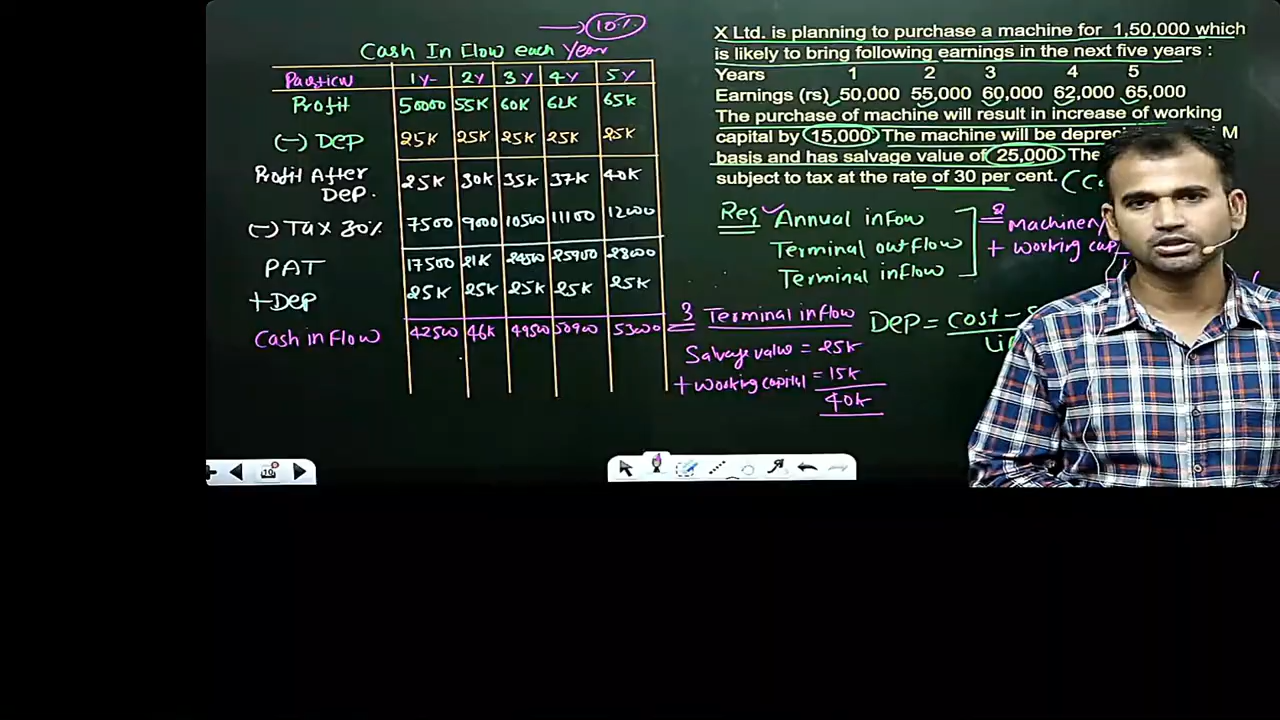 10%
Cash In Flow each Year
Particu 1Y 2Y 3Y 4Y 5Y
Profit 50000 55K 60K 62K 65K
(-) Dep 25K 25K 25K 25K 25K
Profit After Dep. 25K 30K 35K 37K 40K
(-) Tax 30% 7500 9000 10500 11100 12000
PAT 17500 21K 24500 25900 28000
+Dep 25K 25K 25K 25K 25K
Cash in Flow 42500 46K 49500 50900 53000
X Ltd. is planning to purchase a machine for 1,50,000 which
is likely to bring following earnings in the next five years :
Years 1 2 3 4 5
Earnings (rs) 50,000 55,000 60,000 62,000 65,000
The purchase of machine will result in increase of working
capital by 15,000 The machine will be M
basis and has salvage value of 25,000 The
subject to tax at the rate of 30 per cent.
Req Annual infow
Terminal outflow
Terminal inflow
2 Machinery
+ working cap
3 Terminal inflow
Salvage value = 25K
+ working capital = 15K
40K
Dep = cost -